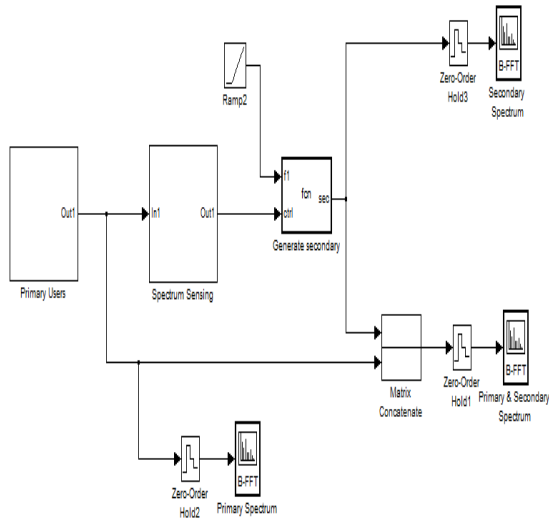 B-FFT
Zero-Order
Hold3
Secondary
Spectrum
Ramp2
f1
fcn
sec
ctrl
Generate secondary
Out1
Primary Users
In1
Out1
Spectrum Sensing
Matrix
Concatenate
Zero-Order
Hold1
B-FFT
Primary & Secondary
Spectrum
Zero-Order
Hold2
B-FFT
Primary Spectrum